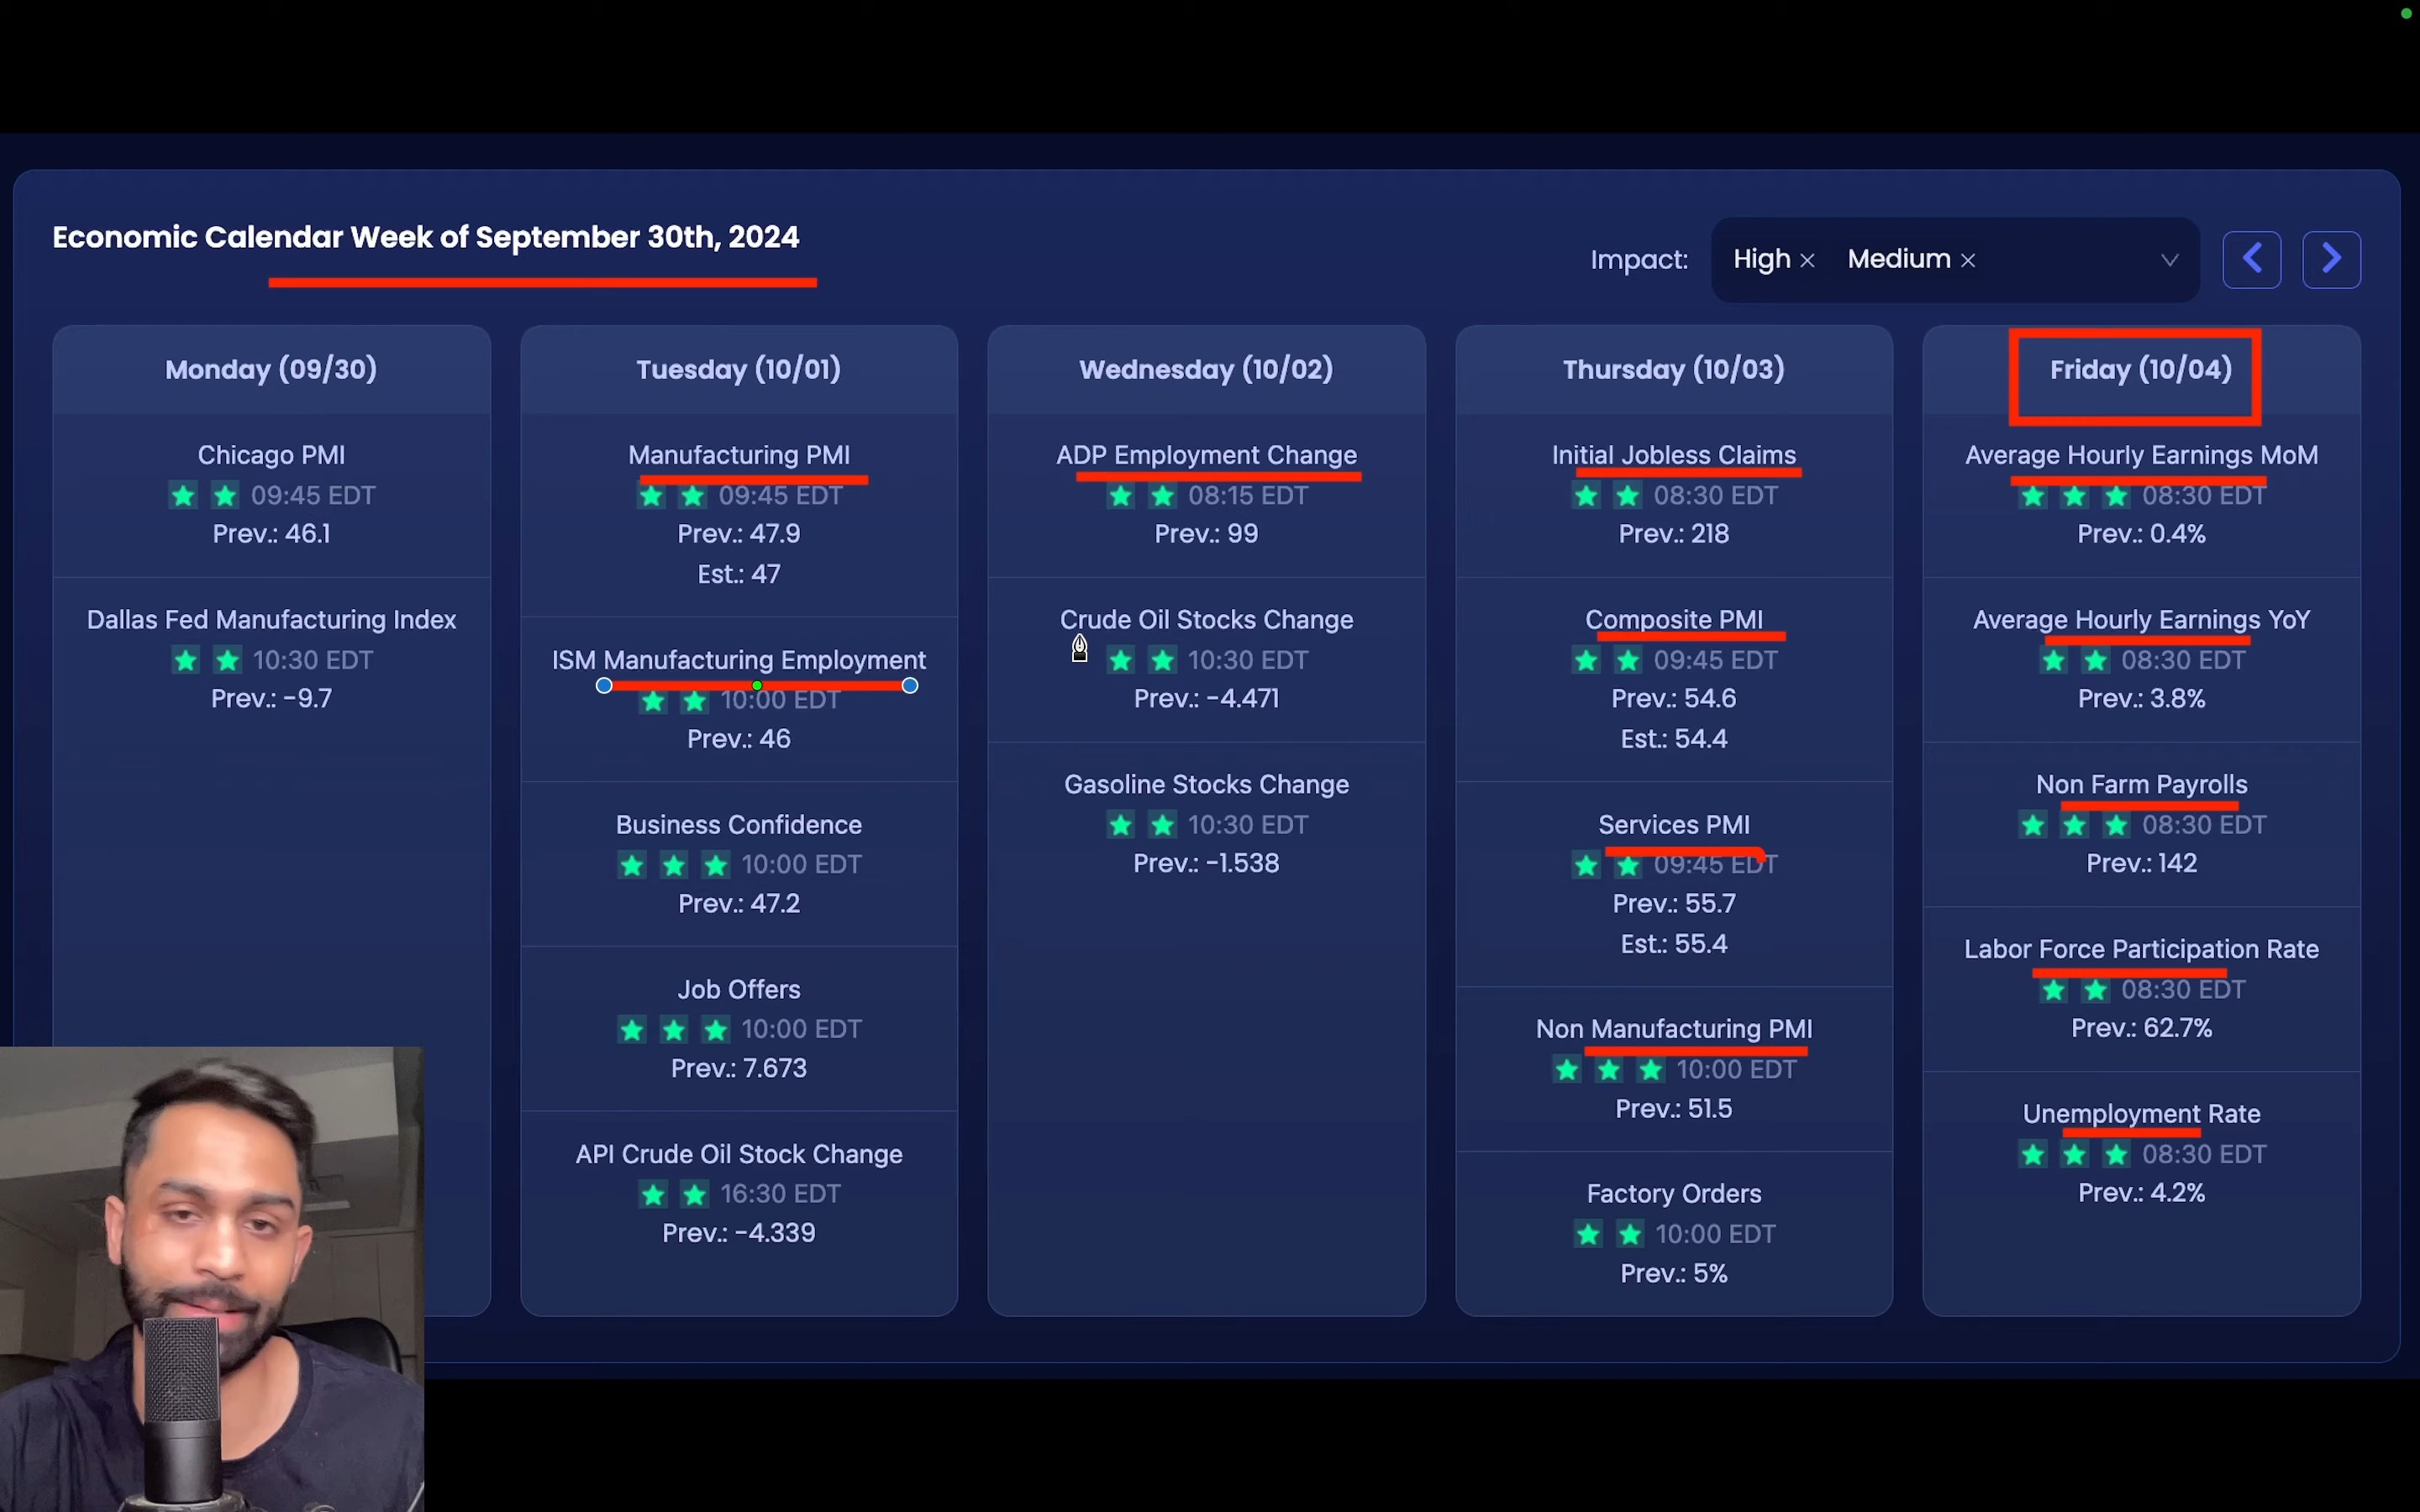 Economic Calendar Week of September 30th, 2024
Impact:
High × Medium ×
Monday (09/30)
Chicago PMI
09:45 EDT
Prev.: 46.1
Dallas Fed Manufacturing Index
10:30 EDT
Prev.: -9.7
Tuesday (10/01)
Manufacturing PMI
09:45 EDT
Prev.: 47.9
Est.: 47
ISM Manufacturing Employment
10:00 EDT
Prev.: 46
Business Confidence
10:00 EDT
Prev.: 47.2
Job Offers
10:00 EDT
Prev.: 7.673
API Crude Oil Stock Change
16:30 EDT
Prev.: -4.339
Wednesday (10/02)
ADP Employment Change
08:15 EDT
Prev.: 99
Crude Oil Stocks Change
10:30 EDT
Prev.: -4.471
Gasoline Stocks Change
10:30 EDT
Prev.: -1.538
Thursday (10/03)
Initial Jobless Claims
08:30 EDT
Prev.: 218
Composite PMI
09:45 EDT
Prev.: 54.6
Est.: 54.4
Services PMI
09:45 EDT
Prev.: 55.7
Est.: 55.4
Non Manufacturing PMI
10:00 EDT
Prev.: 51.5
Factory Orders
10:00 EDT
Prev.: 5%
Friday (10/04)
Average Hourly Earnings MoM
08:30 EDT
Prev.: 0.4%
Average Hourly Earnings YoY
08:30 EDT
Prev.: 3.8%
Non Farm Payrolls
08:30 EDT
Prev.: 142
Labor Force Participation Rate
08:30 EDT
Prev.: 62.7%
Unemployment Rate
08:30 EDT
Prev.: 4.2%